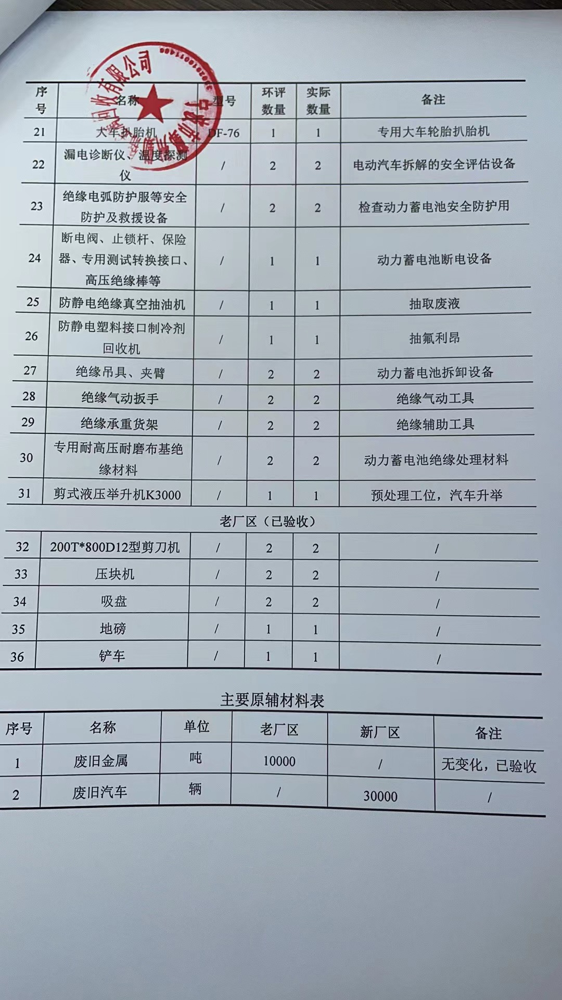 回收有限公司
序号 名称 型号 环评数量 实际数量 备注
21 大车扒胎机 DF-76 1 1 专用大车轮胎扒胎机
22 漏电诊断仪、温度探测仪 / 2 2 电动汽车拆解的安全评估设备
23 绝缘电弧防护服等安全防护及救援设备 / 2 2 检查动力蓄电池安全防护用
24 断电阀、止锁杆、保险器、专用测试转换接口、高压绝缘棒等 / 1 1 动力蓄电池断电设备
25 防静电绝缘真空抽油机 / 1 1 抽取废液
26 防静电塑料接口制冷剂回收机 / 1 1 抽氟利昂
27 绝缘吊具、夹臂 / 2 2 动力蓄电池拆卸设备
28 绝缘气动扳手 / 2 2 绝缘气动工具
29 绝缘承重货架 / 2 2 绝缘辅助工具
30 专用耐高压耐磨布基绝缘材料 / 2 2 动力蓄电池绝缘处理材料
31 剪式液压举升机K3000 / 1 1 预处理工位，汽车升举
老厂区（已验收）
32 200T*800D12型剪刀机 / 2 2 /
33 压块机 / 2 2 /
34 吸盘 / 2 2 /
35 地磅 / 1 1 /
36 铲车 / 1 1 /
主要原辅材料表
序号 名称 单位 老厂区 新厂区 备注
1 废旧金属 吨 10000 / 无变化，已验收
2 废旧汽车 辆 / 30000 /